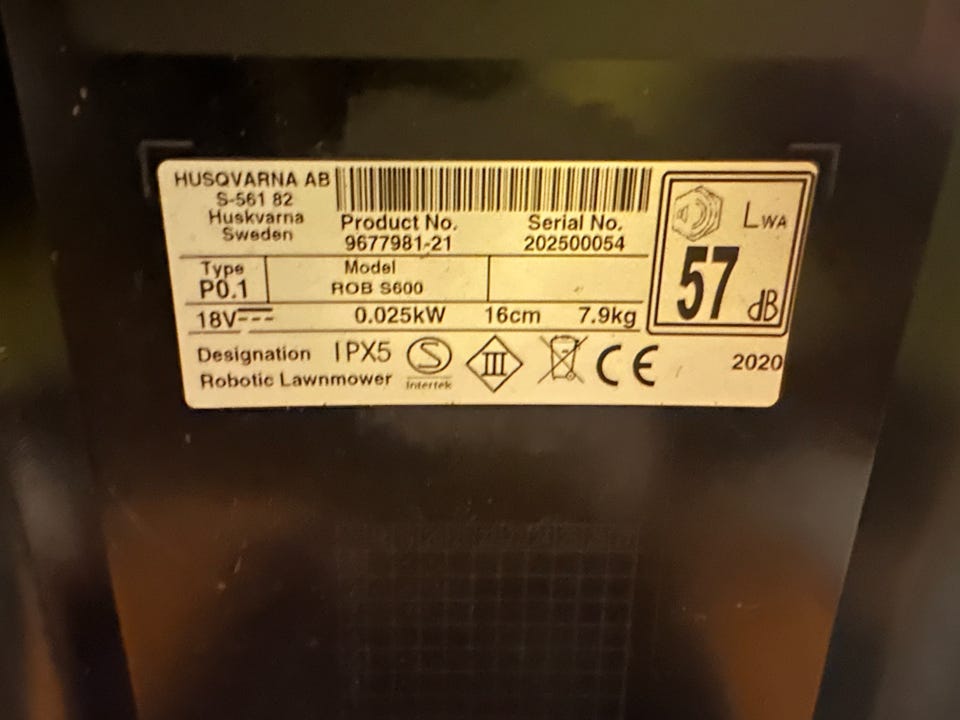 HUSQVARNA AB
S-561 82
Huskvarna
Sweden
Product No.
9677981-21
Serial No.
202500054
LWA
57 dB
Type
P0.1
Model
ROB S600
18V 0.025kW 16cm 7.9kg
Designation
Robotic Lawnmower
IPX5
S
Intertek
III
CE
2020